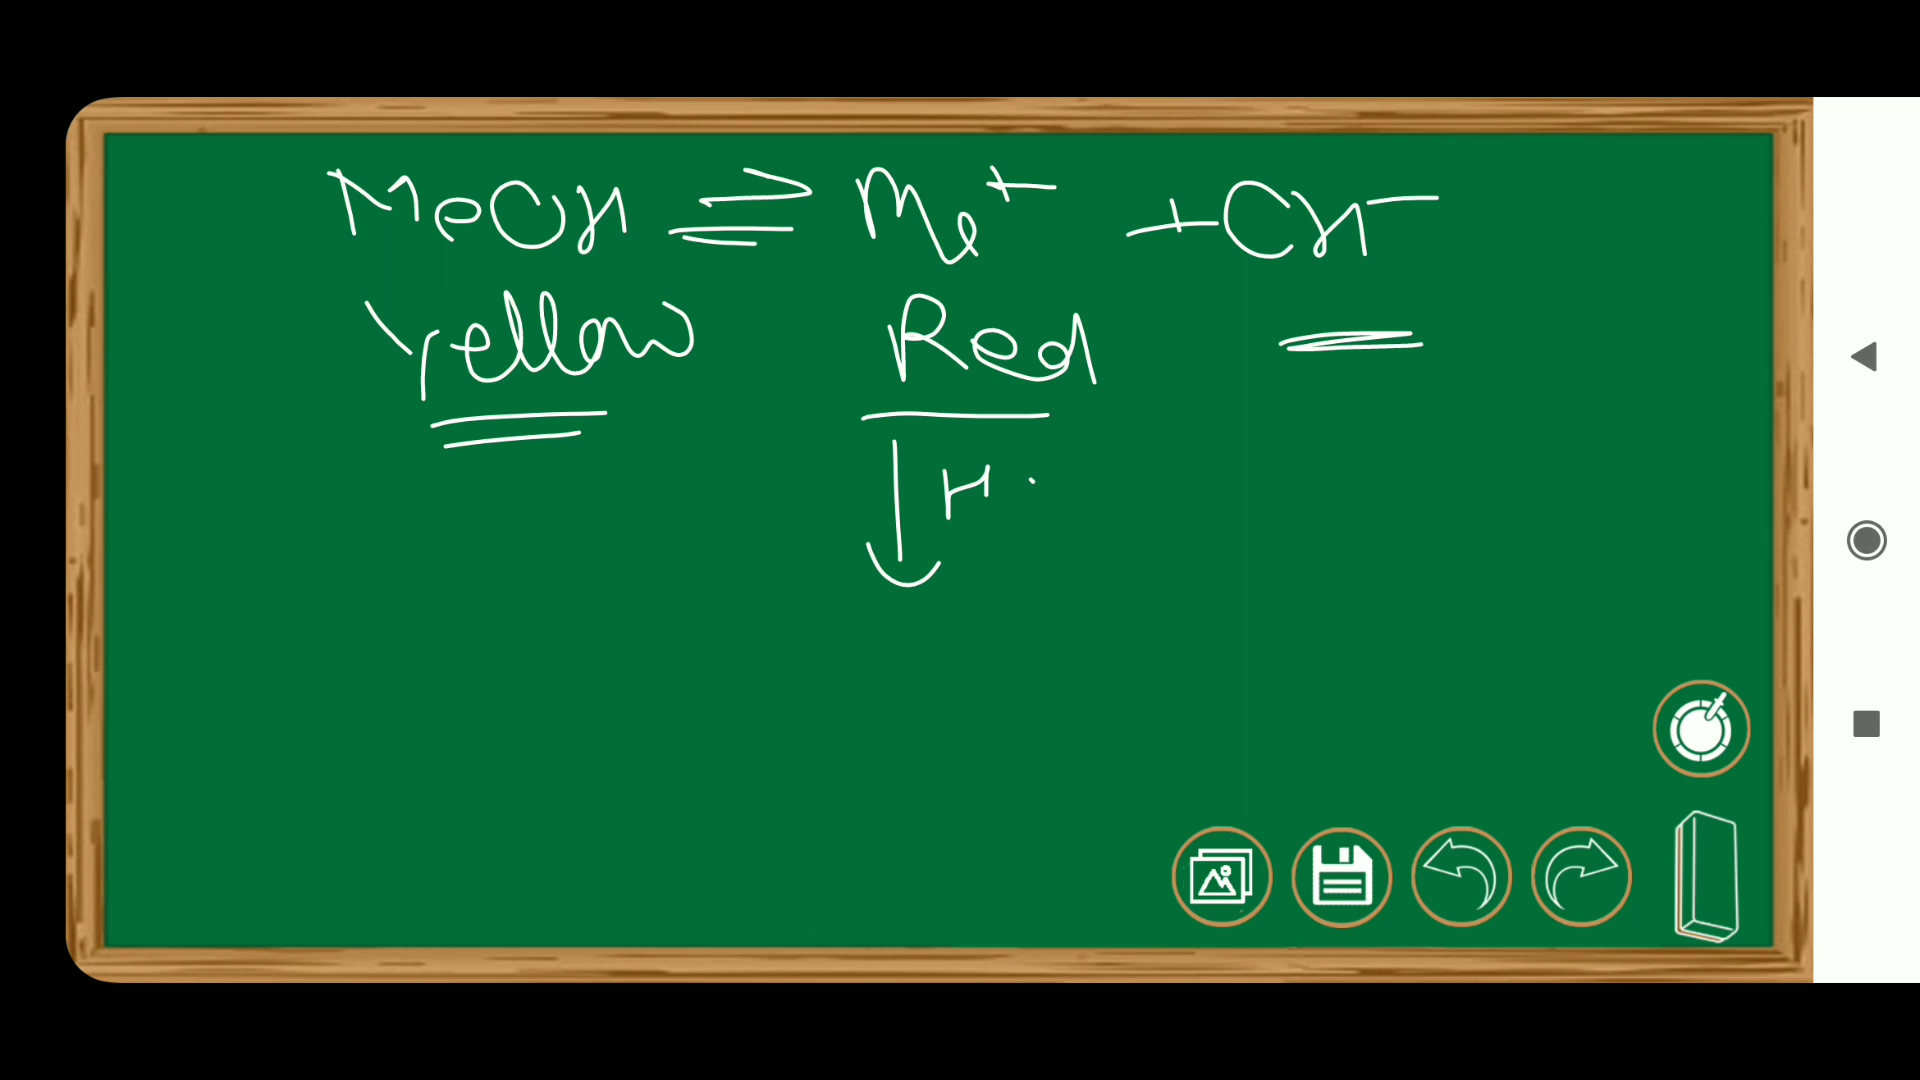 MeOH ⇌ Me⁺ + OH⁻
Yellow Red
↓ H ·